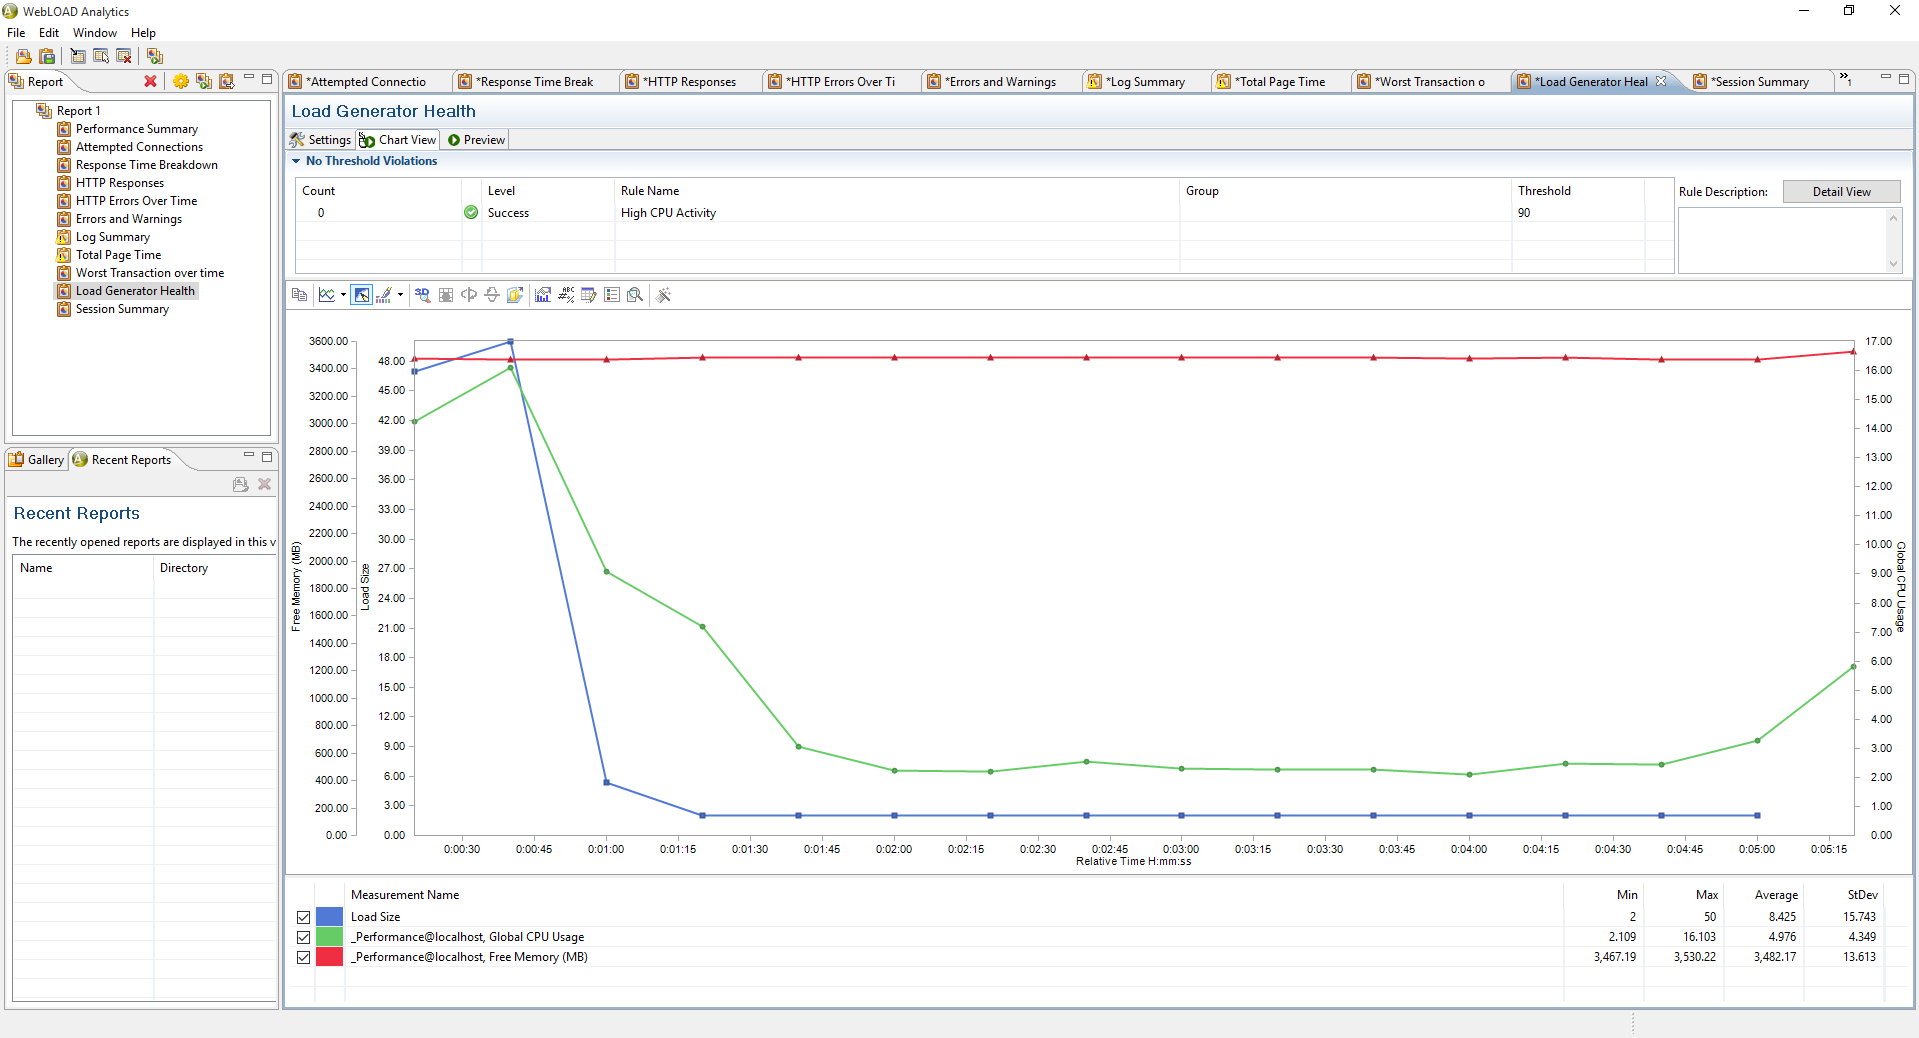 WebLOAD Analytics
File Edit Window Help
Report
Report 1
Performance Summary
Attempted Connections
Response Time Breakdown
HTTP Responses
HTTP Errors Over Time
Errors and Warnings
Log Summary
Total Page Time
Worst Transaction over time
Load Generator Health
Session Summary
Gallery Recent Reports
Recent Reports
The recently opened reports are displayed in this v
Name Directory
*Attempted Connectio *Response Time Break *HTTP Responses *HTTP Errors Over Ti *Errors and Warnings *Log Summary *Total Page Time *Worst Transaction o *Load Generator Heal *Session Summary »1
Load Generator Health
Settings Chart View Preview
No Threshold Violations
Count Level Rule Name Group Threshold
0 Success High CPU Activity 90
Rule Description: Detail View
3D
ABC
#%
3600.00
3400.00
3200.00
3000.00
2800.00
2600.00
2400.00
2200.00
2000.00
1800.00
1600.00
1400.00
1200.00
1000.00
800.00
600.00
400.00
200.00
0.00
Free Memory (MB)
48.00
45.00
42.00
39.00
36.00
33.00
30.00
27.00
24.00
21.00
18.00
15.00
12.00
9.00
6.00
3.00
0.00
Load Size
17.00
16.00
15.00
14.00
13.00
12.00
11.00
10.00
9.00
8.00
7.00
6.00
5.00
4.00
3.00
2.00
1.00
0.00
Global CPU Usage
0:00:30 0:00:45 0:01:00 0:01:15 0:01:30 0:01:45 0:02:00 0:02:15 0:02:30 0:02:45 0:03:00 0:03:15 0:03:30 0:03:45 0:04:00 0:04:15 0:04:30 0:04:45 0:05:00 0:05:15
Relative Time H:mm:ss
Measurement Name Min Max Average StDev
Load Size 2 50 8.425 15.743
_Performance@localhost, Global CPU Usage 2.109 16.103 4.976 4.349
_Performance@localhost, Free Memory (MB) 3,467.19 3,530.22 3,482.17 13.613